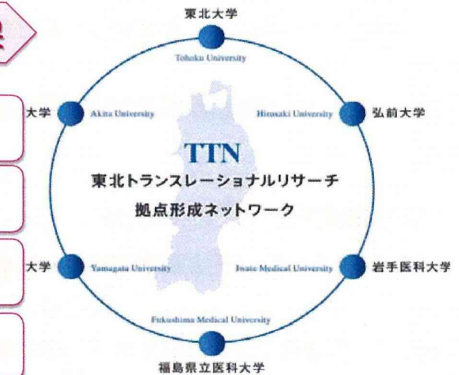 東北大学
Tohoku University
大学
Akita University
Hirosaki University
弘前大学
TTN
東北トランスレーショナルリサーチ
拠点形成ネットワーク
大学
Yamagata University
Iwate Medical University
岩手医科大学
Fukushima Medical University
福島県立医科大学